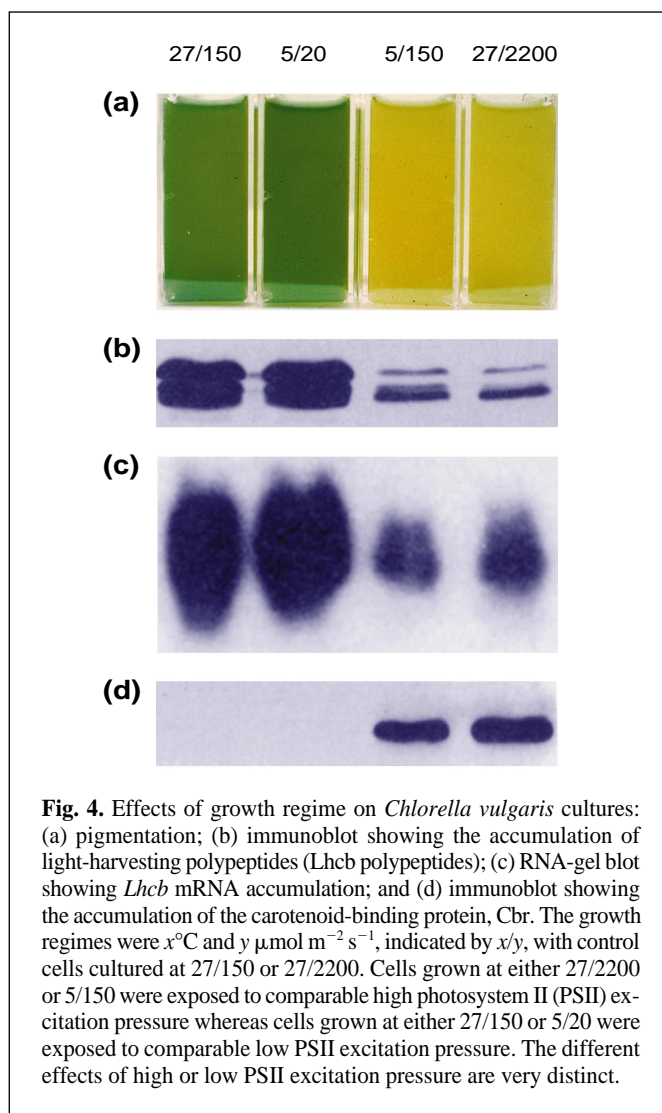 27/150 5/20 5/150 27/2200
(a)
(b)
(c)
(d)
Fig. 4. Effects of growth regime on Chlorella vulgaris cultures:
(a) pigmentation; (b) immunoblot showing the accumulation of
light-harvesting polypeptides (Lhcb polypeptides); (c) RNA-gel blot
showing Lhcb mRNA accumulation; and (d) immunoblot showing
the accumulation of the carotenoid-binding protein, Cbr. The growth
regimes were x°C and y μmol m⁻² s⁻¹, indicated by x/y, with control
cells cultured at 27/150 or 27/2200. Cells grown at either 27/2200
or 5/150 were exposed to comparable high photosystem II (PSII) ex-
citation pressure whereas cells grown at either 27/150 or 5/20 were
exposed to comparable low PSII excitation pressure. The different
effects of high or low PSII excitation pressure are very distinct.